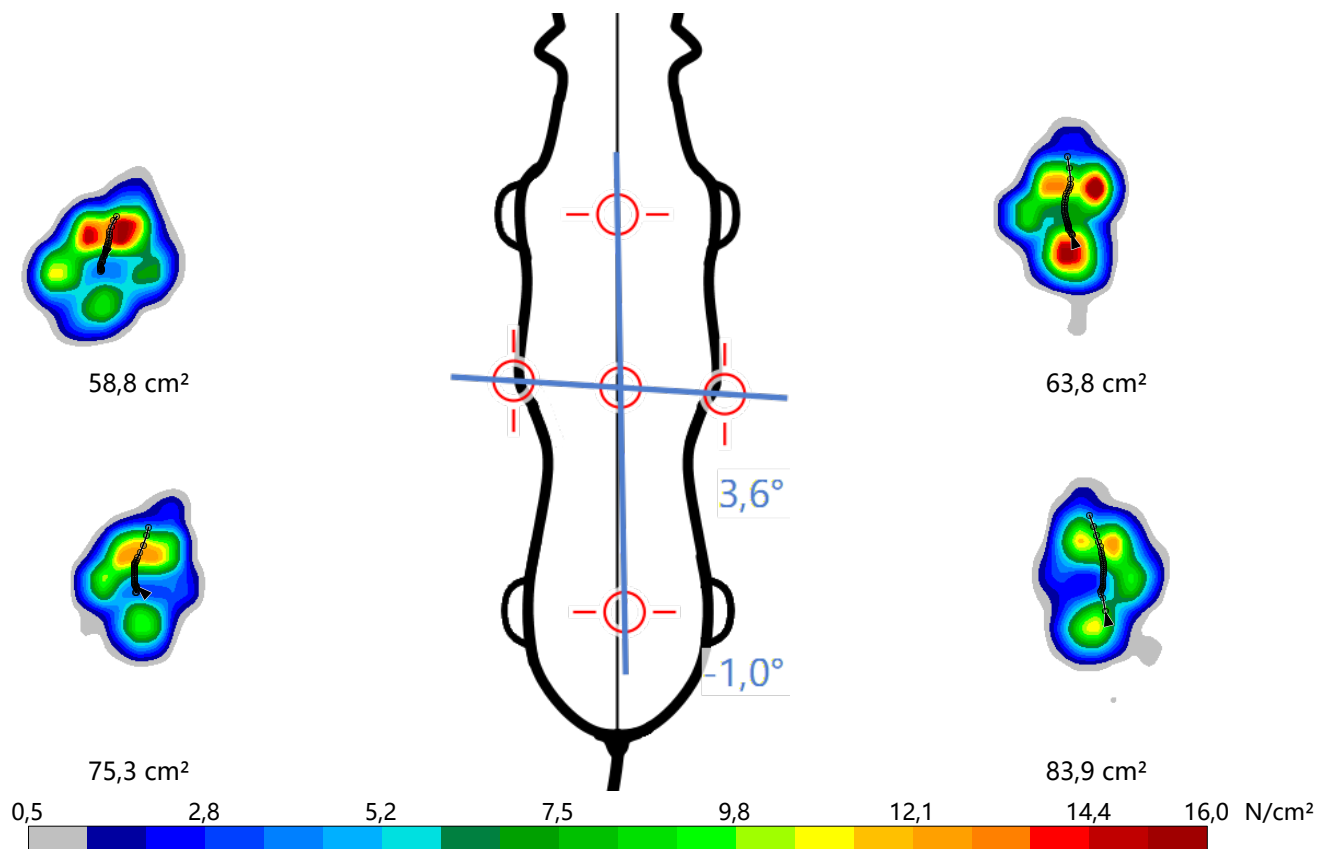 58,8 cm²
63,8 cm²
3,6°
-1,0°
75,3 cm²
83,9 cm²
0,5 2,8 5,2 7,5 9,8 12,1 14,4 16,0 N/cm²